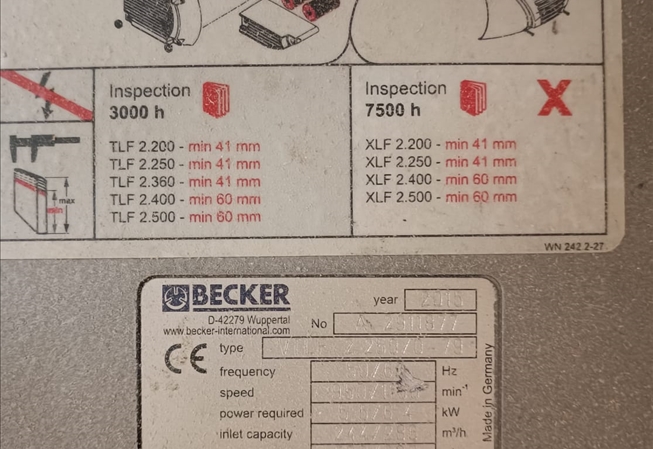 Inspection
3000 h
TLF 2.200 - min 41 mm
TLF 2.250 - min 41 mm
TLF 2.360 - min 41 mm
TLF 2.400 - min 60 mm
TLF 2.500 - min 60 mm
max
min
Inspection
7500 h
X
XLF 2.200 - min 41 mm
XLF 2.250 - min 41 mm
XLF 2.400 - min 60 mm
XLF 2.500 - min 60 mm
WN 242 2-27
BECKER
D-42279 Wuppertal
www.becker-international.com
year
No
CE
type
frequency Hz
speed min⁻¹
power required kW
inlet capacity m³/h
Made in Germany